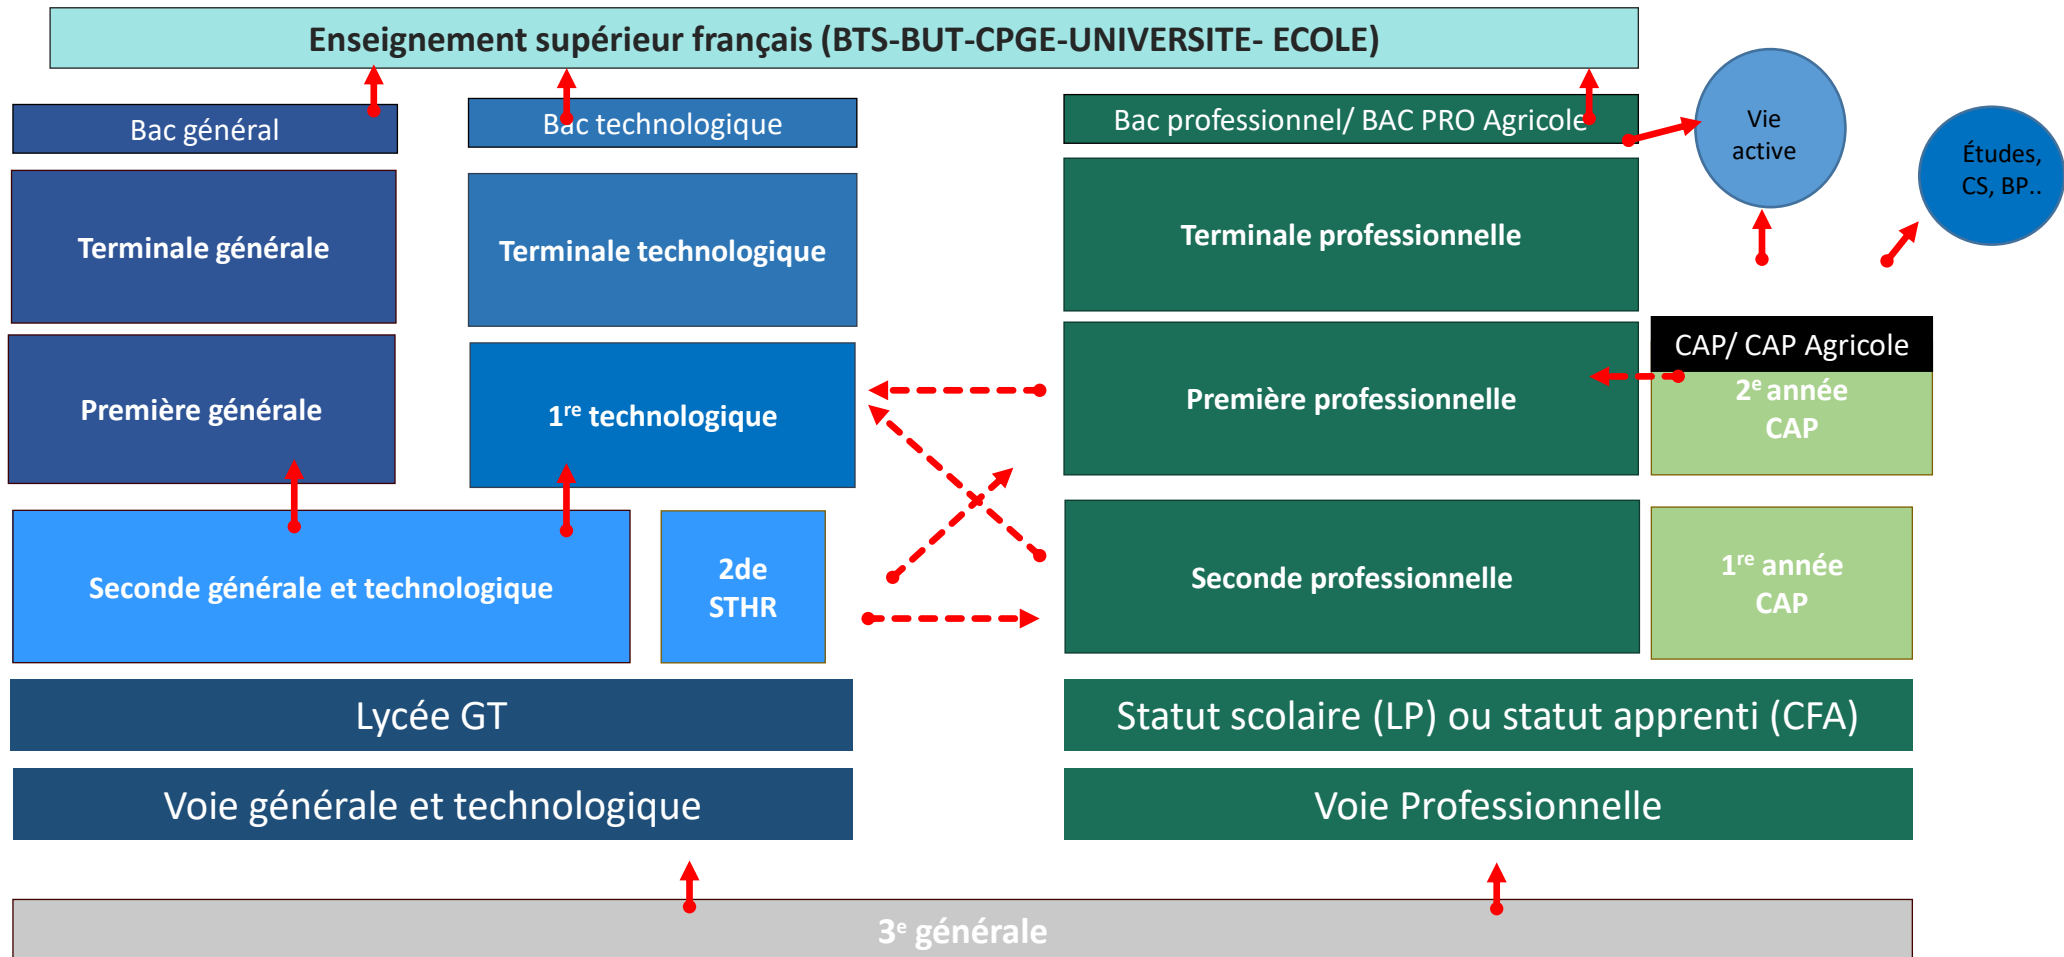 Enseignement supérieur français (BTS-BUT-CPGE-UNIVERSITE- ECOLE)
Bac général
Bac technologique
Bac professionnel/ BAC PRO Agricole
Vie
active
Études,
CS, BP..
Terminale générale
Terminale technologique
Terminale professionnelle
CAP/ CAP Agricole
Première générale
1re technologique
Première professionnelle
2e année
CAP
Seconde générale et technologique
2de
STHR
Seconde professionnelle
1re année
CAP
Lycée GT
Statut scolaire (LP) ou statut apprenti (CFA)
Voie générale et technologique
Voie Professionnelle
3e générale